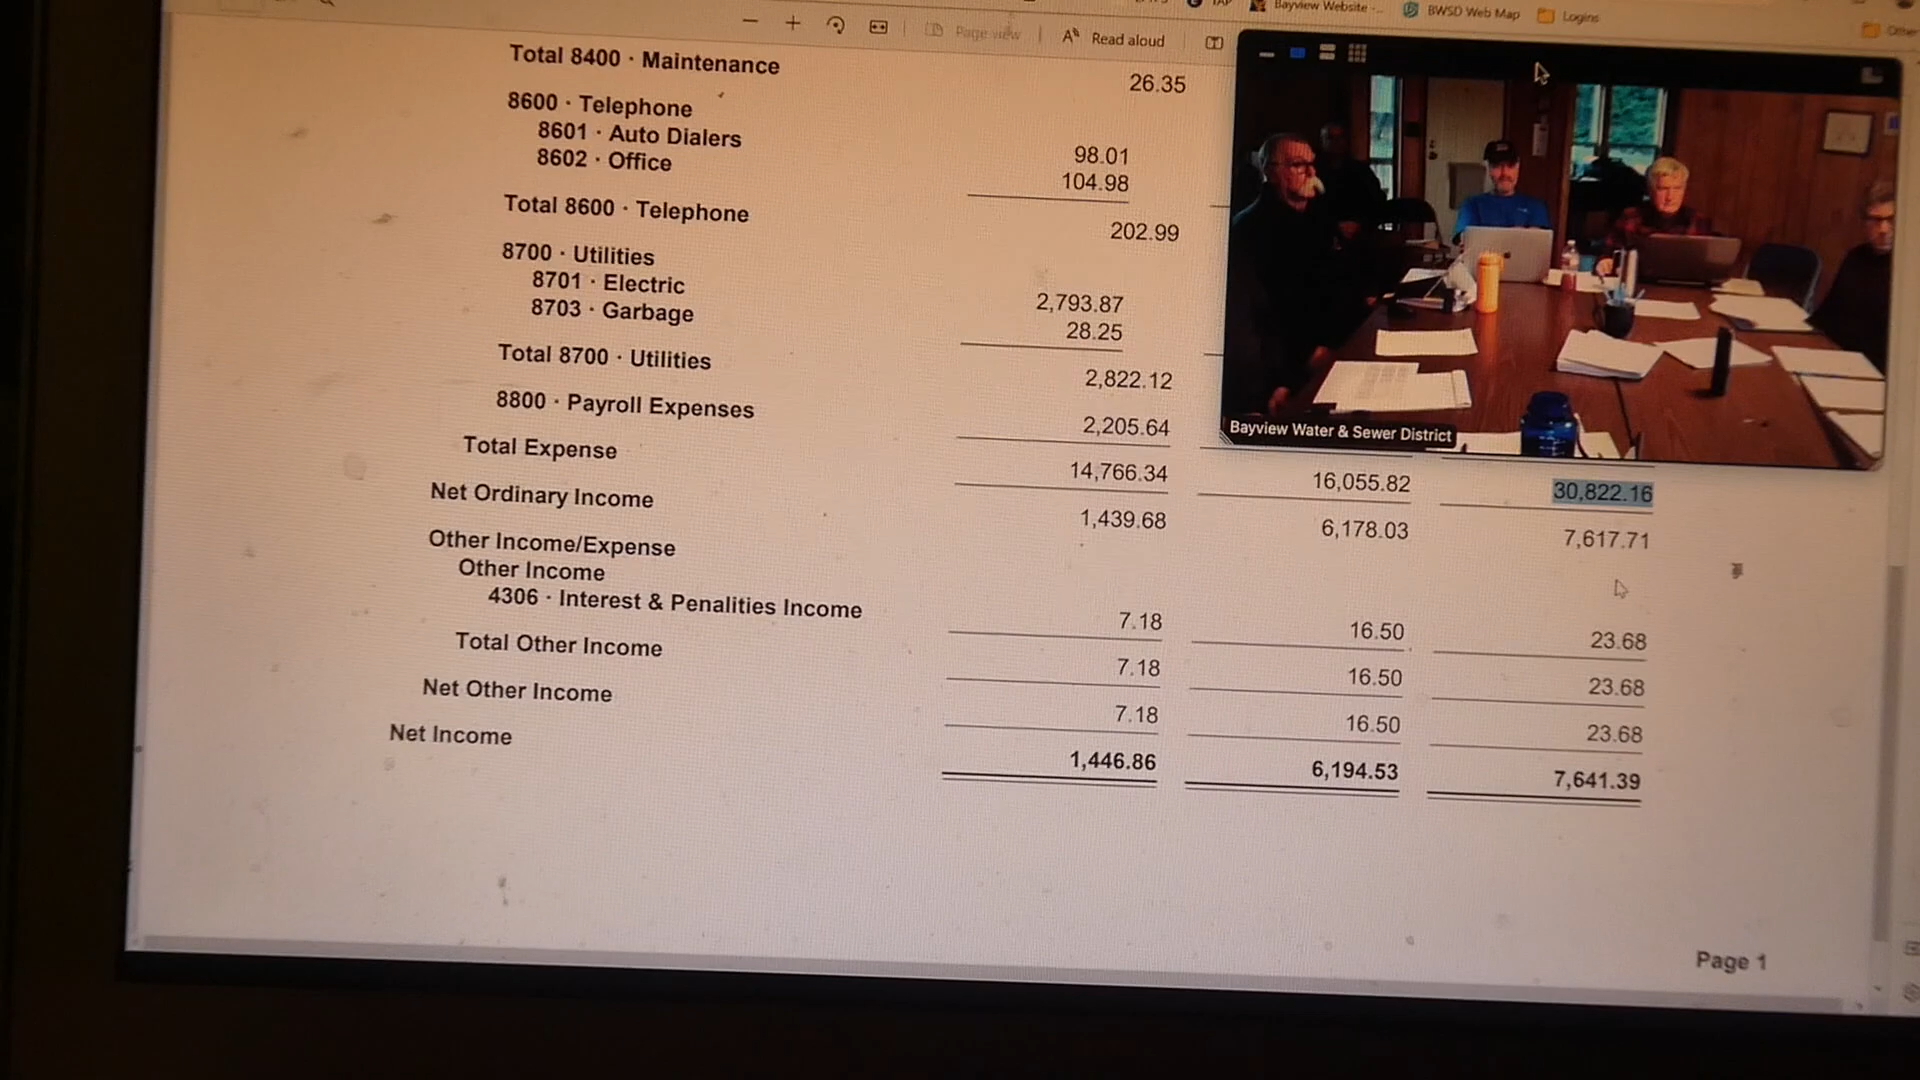 Bayview Website -...
BWSD Web Map
Logins
Page view
Read aloud
Total 8400 · Maintenance 26.35
8600 · Telephone
8601 · Auto Dialers 98.01
8602 · Office 104.98
Total 8600 · Telephone 202.99
8700 · Utilities
8701 · Electric 2,793.87
8703 · Garbage 28.25
Total 8700 · Utilities 2,822.12
8800 · Payroll Expenses 2,205.64
Bayview Water & Sewer District
Total Expense 14,766.34 16,055.82 30,822.16
Net Ordinary Income 1,439.68 6,178.03 7,617.71
Other Income/Expense
Other Income
4306 · Interest & Penalities Income 7.18 16.50 23.68
Total Other Income 7.18 16.50 23.68
Net Other Income 7.18 16.50 23.68
Net Income 1,446.86 6,194.53 7,641.39
Page 1